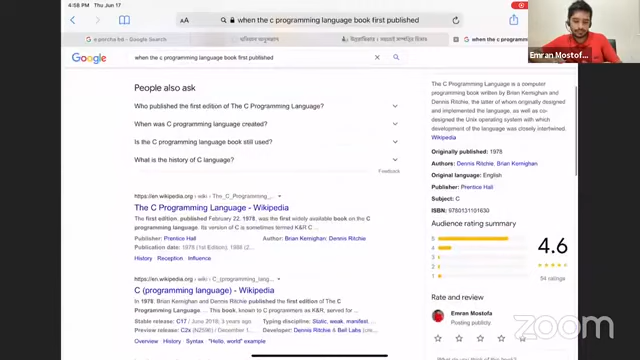 4:58 PM Thu Jun 17
AA
when the c programming language book first published
e porcha bd - Google Search
when the c programmin
Emran Mostof...
Google
when the c programming language book first published
People also ask
Who published the first edition of The C Programming Language?
When was C programming language created?
Is the C programming language book still used?
What is the history of C language?
Feedback
https://en.wikipedia.org › wiki › The_C_Programming_...
The C Programming Language - Wikipedia
The first edition, published February 22, 1978, was the first widely available book on the C
programming language. Its version of C is sometimes termed K&R C ...
Publisher: Prentice Hall
Author: Brian Kernighan; Dennis Ritchie
Publication date: 1978 (1st Edition), 1988 (2...
History Reception Influence
https://en.wikipedia.org › wiki › C_(programming_lang...
C (programming language) - Wikipedia
In 1978, Brian Kernighan and Dennis Ritchie published the first edition of The C
Programming Language. This book, known to C programmers as K&R, served for ...
Stable release: C17 / June 2018; 3 years ago
Typing discipline: Static, weak, manifest...
Preview release: C2x (N2596) / December 1...
Developer: Dennis Ritchie & Bell Labs (cre...
Overview History Syntax "Hello, world" example
The C Programming Language is a computer
programming book written by Brian Kernighan and
Dennis Ritchie, the latter of whom originally designed
and implemented the language, as well as co-
designed the Unix operating system with
which development of the language was closely intertwined.
Wikipedia
Originally published: 1978
Authors: Dennis Ritchie, Brian Kernighan
Original language: English
Publisher: Prentice Hall
Subject: C
ISBN: 9780131101630
Audience rating summary
5
4
3
2
1
4.6
54 ratings
Rate and review
Emran Mostofa
Posting publicly
zoom